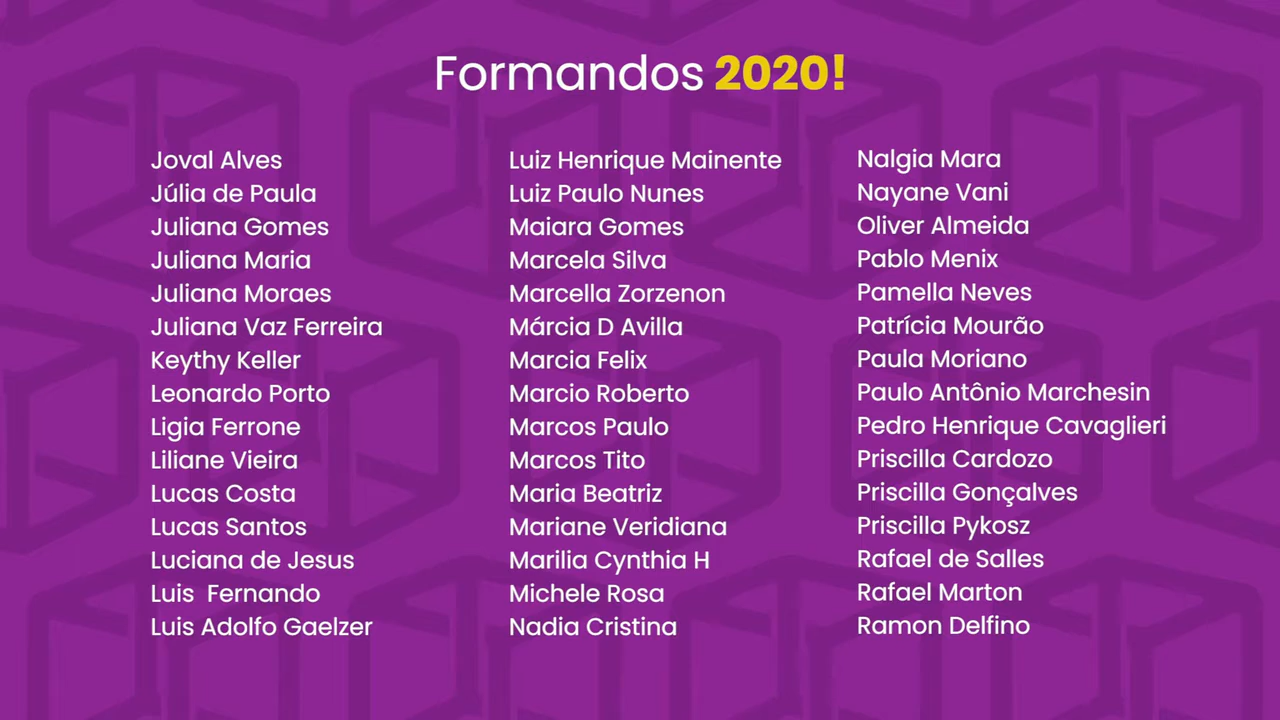 Formandos 2020!
Joval Alves
Júlia de Paula
Juliana Gomes
Juliana Maria
Juliana Moraes
Juliana Vaz Ferreira
Keythy Keller
Leonardo Porto
Ligia Ferrone
Liliane Vieira
Lucas Costa
Lucas Santos
Luciana de Jesus
Luis  Fernando
Luis Adolfo Gaelzer
Luiz Henrique Mainente
Luiz Paulo Nunes
Maiara Gomes
Marcela Silva
Marcella Zorzenon
Márcia D Avilla
Marcia Felix
Marcio Roberto
Marcos Paulo
Marcos Tito
Maria Beatriz
Mariane Veridiana
Marilia Cynthia H
Michele Rosa
Nadia Cristina
Nalgia Mara
Nayane Vani
Oliver Almeida
Pablo Menix
Pamella Neves
Patrícia Mourão
Paula Moriano
Paulo Antônio Marchesin
Pedro Henrique Cavaglieri
Priscilla Cardozo
Priscilla Gonçalves
Priscilla Pykosz
Rafael de Salles
Rafael Marton
Ramon Delfino